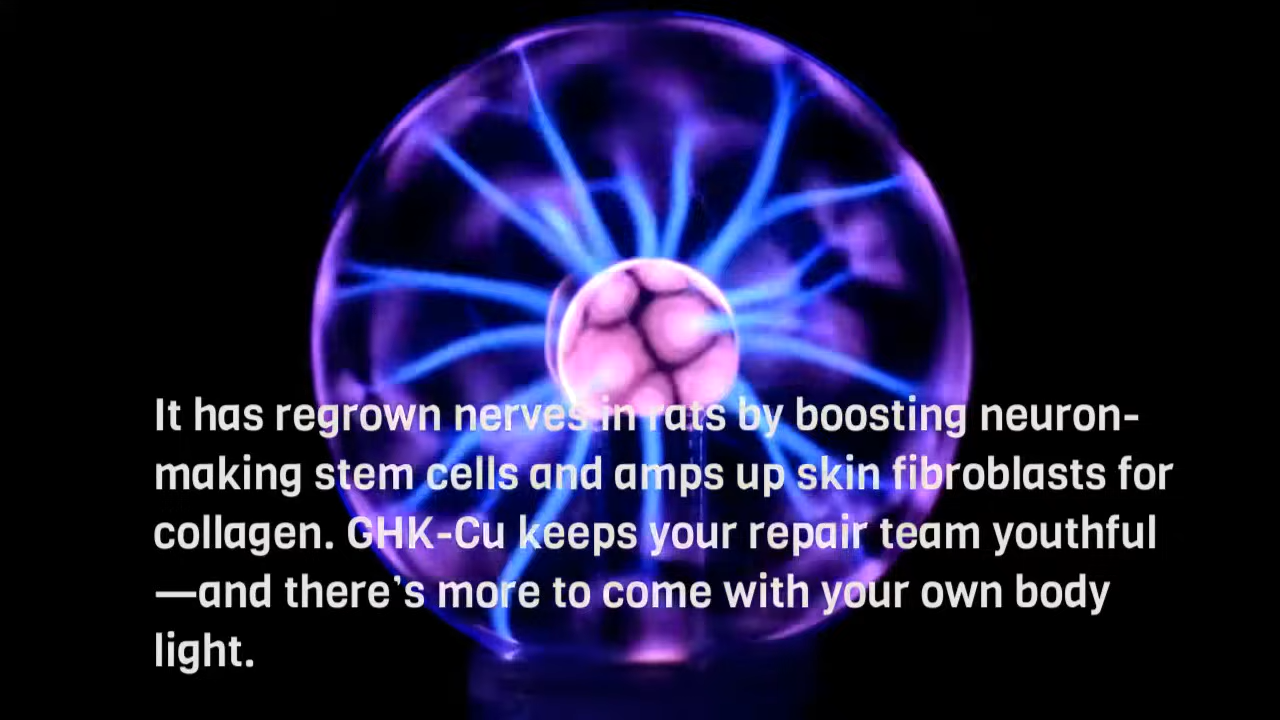 It has regrown nerves in rats by boosting neuron-
making stem cells and amps up skin fibroblasts for
collagen. GHK-Cu keeps your repair team youthful
—and there’s more to come with your own body
light.